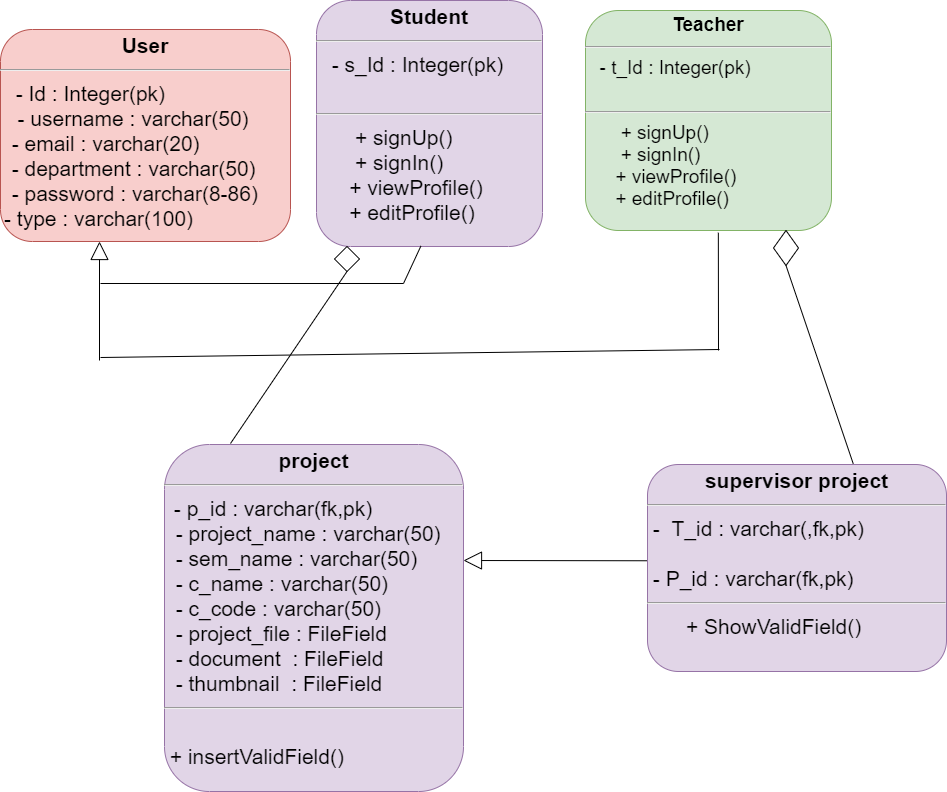 User
- Id : Integer(pk)
- username : varchar(50)
- email : varchar(20)
- department : varchar(50)
- password : varchar(8-86)
- type : varchar(100)
Student
- s_Id : Integer(pk)
+ signUp()
+ signIn()
+ viewProfile()
+ editProfile()
Teacher
- t_Id : Integer(pk)
+ signUp()
+ signIn()
+ viewProfile()
+ editProfile()
project
- p_id : varchar(fk,pk)
- project_name : varchar(50)
- sem_name : varchar(50)
- c_name : varchar(50)
- c_code : varchar(50)
- project_file : FileField
- document : FileField
- thumbnail : FileField
+ insertValidField()
supervisor project
- T_id : varchar(,fk,pk)
- P_id : varchar(fk,pk)
+ ShowValidField()